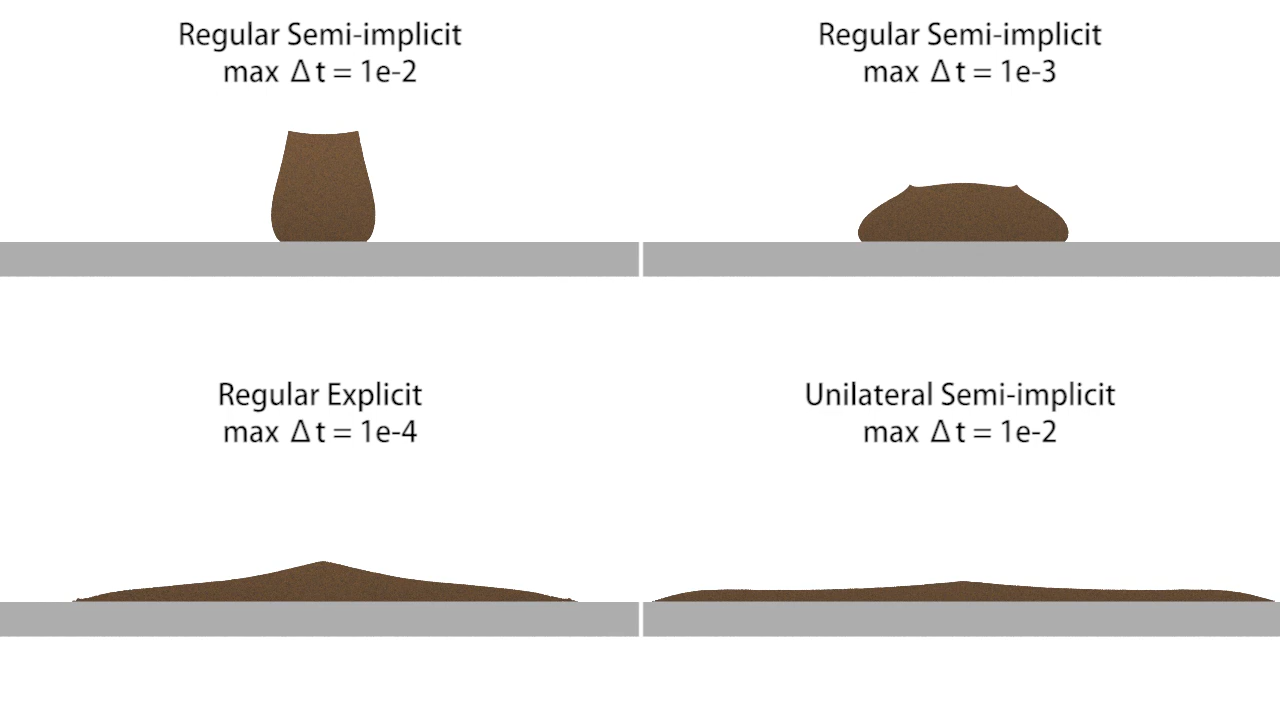 Regular Semi-implicit
max Δt = 1e-2
Regular Semi-implicit
max Δt = 1e-3
Regular Explicit
max Δt = 1e-4
Unilateral Semi-implicit
max Δt = 1e-2